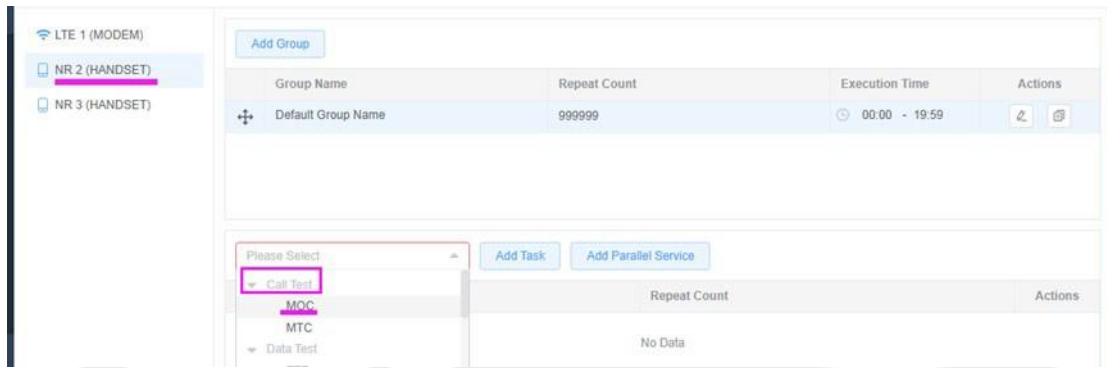 LTE 1 (MODEM)
NR 2 (HANDSET)
NR 3 (HANDSET)
Add Group
Group Name Repeat Count Execution Time Actions
Default Group Name 999999 00:00 - 19:59
Please Select Add Task Add Parallel Service
Call Test
Repeat Count Actions
MOC
MTC
No Data
Data Test